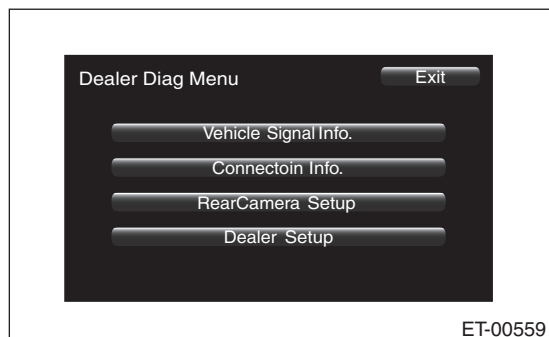 Dealer Diag Menu Exit
Vehicle Signal Info.
Connectoin Info.
RearCamera Setup
Dealer Setup
ET-00559